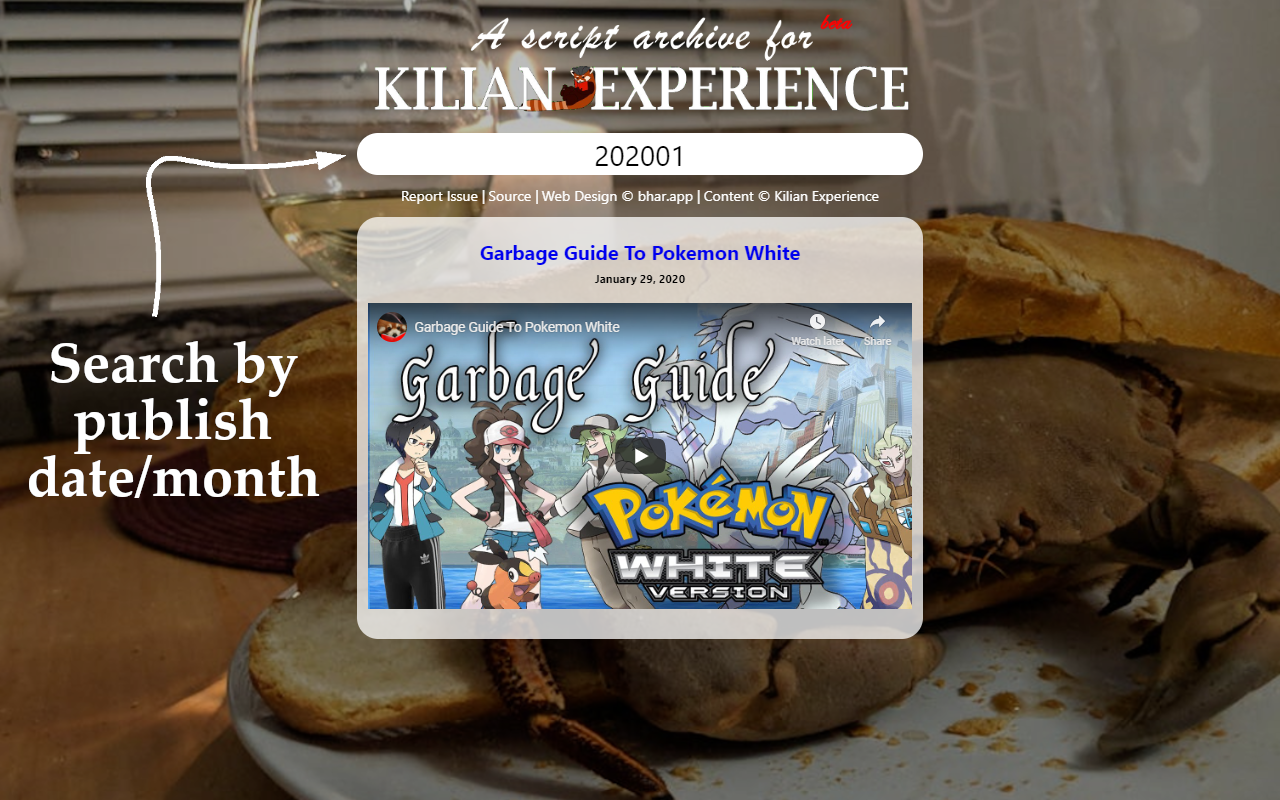 A script archive for beta
KILIAN EXPERIENCE
202001
Report Issue | Source | Web Design © bhar.app | Content © Kilian Experience
Garbage Guide To Pokemon White
January 29, 2020
Garbage Guide To Pokemon White
Watch later
Share
Garbage Guide
POKéMON
WHITE
VERSION
Search by
publish
date/month